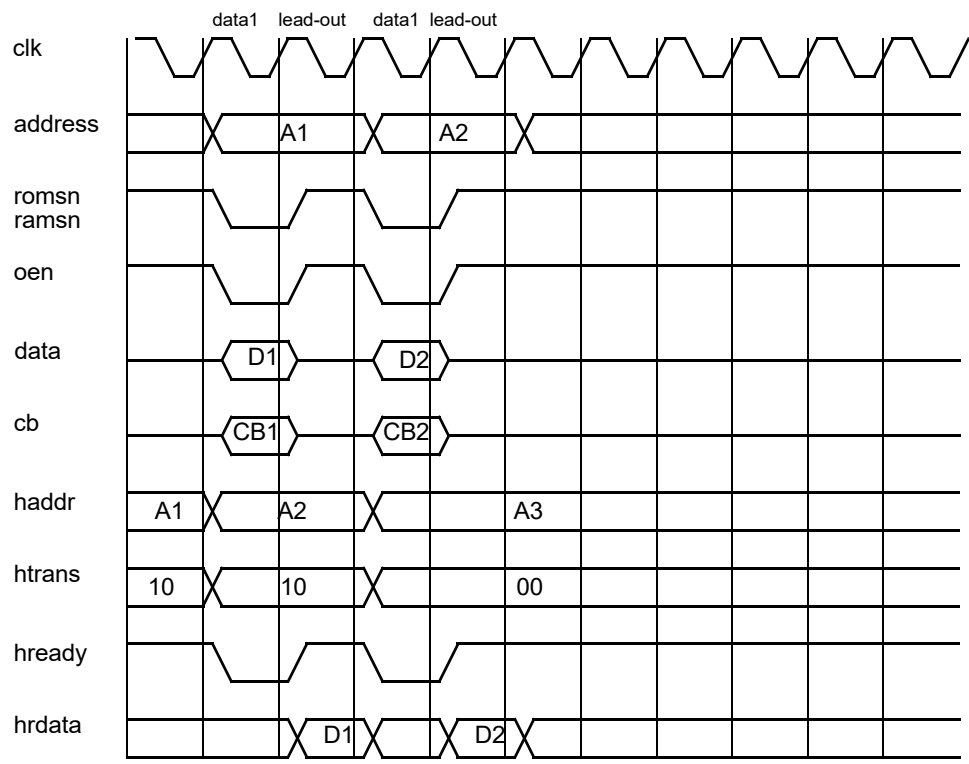 data1 lead-out data1 lead-out
clk
address A1 A2
romsn
ramsn
oen
data D1 D2
cb CB1 CB2
haddr A1 A2 A3
htrans 10 10 00
hready
hrdata D1 D2